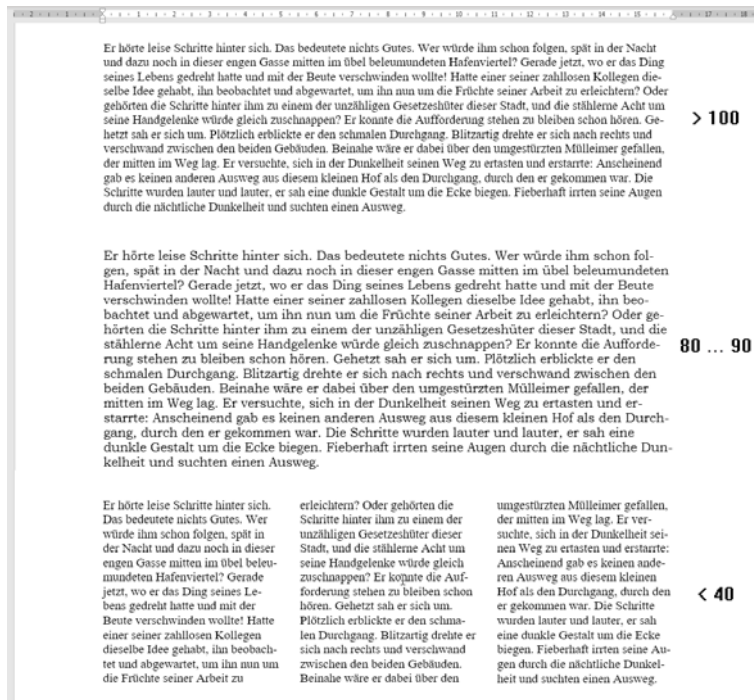 2 1 1 2 3 4 5 6 7 8 9 10 11 12 13 14 15 17 18
Er hörte leise Schritte hinter sich. Das bedeutete nichts Gutes. Wer würde ihm schon folgen, spät in der Nacht
und dazu noch in dieser engen Gasse mitten im übel beleumundeten Hafenviertel? Gerade jetzt, wo er das Ding
seines Lebens gedreht hatte und mit der Beute verschwinden wollte! Hatte einer seiner zahllosen Kollegen die-
selbe Idee gehabt, ihn beobachtet und abgewartet, um ihn nun um die Früchte seiner Arbeit zu erleichtern? Oder
gehörten die Schritte hinter ihm zu einem der unzähligen Gesetzeshüter dieser Stadt, und die stählerne Acht um
seine Handgelenke würde gleich zuschnappen? Er konnte die Aufforderung stehen zu bleiben schon hören. Ge-
hetzt sah er sich um. Plötzlich erblickte er den schmalen Durchgang. Blitzartig drehte er sich nach rechts und
verschwand zwischen den beiden Gebäuden. Beinahe wäre er dabei über den umgestürzten Mülleimer gefallen,
der mitten im Weg lag. Er versuchte, sich in der Dunkelheit seinen Weg zu ertasten und erstarrte: Anscheinend
gab es keinen anderen Ausweg aus diesem kleinen Hof als den Durchgang, durch den er gekommen war. Die
Schritte wurden lauter und lauter, er sah eine dunkle Gestalt um die Ecke biegen. Fieberhaft irrten seine Augen
durch die nächtliche Dunkelheit und suchten einen Ausweg.
> 100
Er hörte leise Schritte hinter sich. Das bedeutete nichts Gutes. Wer würde ihm schon fol-
gen, spät in der Nacht und dazu noch in dieser engen Gasse mitten im übel beleumundeten
Hafenviertel? Gerade jetzt, wo er das Ding seines Lebens gedreht hatte und mit der Beute
verschwinden wollte! Hatte einer seiner zahllosen Kollegen dieselbe Idee gehabt, ihn beo-
bachtet und abgewartet, um ihn nun um die Früchte seiner Arbeit zu erleichtern? Oder ge-
hörten die Schritte hinter ihm zu einem der unzähligen Gesetzeshüter dieser Stadt, und die
stählerne Acht um seine Handgelenke würde gleich zuschnappen? Er konnte die Aufforde-
rung stehen zu bleiben schon hören. Gehetzt sah er sich um. Plötzlich erblickte er den
schmalen Durchgang. Blitzartig drehte er sich nach rechts und verschwand zwischen den
beiden Gebäuden. Beinahe wäre er dabei über den umgestürzten Mülleimer gefallen, der
mitten im Weg lag. Er versuchte, sich in der Dunkelheit seinen Weg zu ertasten und er-
starrte: Anscheinend gab es keinen anderen Ausweg aus diesem kleinen Hof als den Durch-
gang, durch den er gekommen war. Die Schritte wurden lauter und lauter, er sah eine
dunkle Gestalt um die Ecke biegen. Fieberhaft irrten seine Augen durch die nächtliche Dun-
kelheit und suchten einen Ausweg.
80 ... 90
Er hörte leise Schritte hinter sich.
Das bedeutete nichts Gutes. Wer
würde ihm schon folgen, spät in
der Nacht und dazu noch in dieser
engen Gasse mitten im übel beleu-
mundeten Hafenviertel? Gerade
jetzt, wo er das Ding seines Le-
bens gedreht hatte und mit der
Beute verschwinden wollte! Hatte
einer seiner zahllosen Kollegen
dieselbe Idee gehabt, ihn beobach-
tet und abgewartet, um ihn nun um
die Früchte seiner Arbeit zu
erleichtern? Oder gehörten die
Schritte hinter ihm zu einem der
unzähligen Gesetzeshüter dieser
Stadt, und die stählerne Acht um
seine Handgelenke würde gleich
zuschnappen? Er konnte die Auf-
forderung stehen zu bleiben schon
hören. Gehetzt sah er sich um.
Plötzlich erblickte er den schma-
len Durchgang. Blitzartig drehte er
sich nach rechts und verschwand
zwischen den beiden Gebäuden.
Beinahe wäre er dabei über den
umgestürzten Mülleimer gefallen,
der mitten im Weg lag. Er ver-
suchte, sich in der Dunkelheit sei-
nen Weg zu ertasten und erstarrte:
Anscheinend gab es keinen ande-
ren Ausweg aus diesem kleinen
Hof als den Durchgang, durch den
er gekommen war. Die Schritte
wurden lauter und lauter, er sah
eine dunkle Gestalt um die Ecke
biegen. Fieberhaft irrten seine Au-
gen durch die nächtliche Dunkel-
heit und suchten einen Ausweg.
< 40